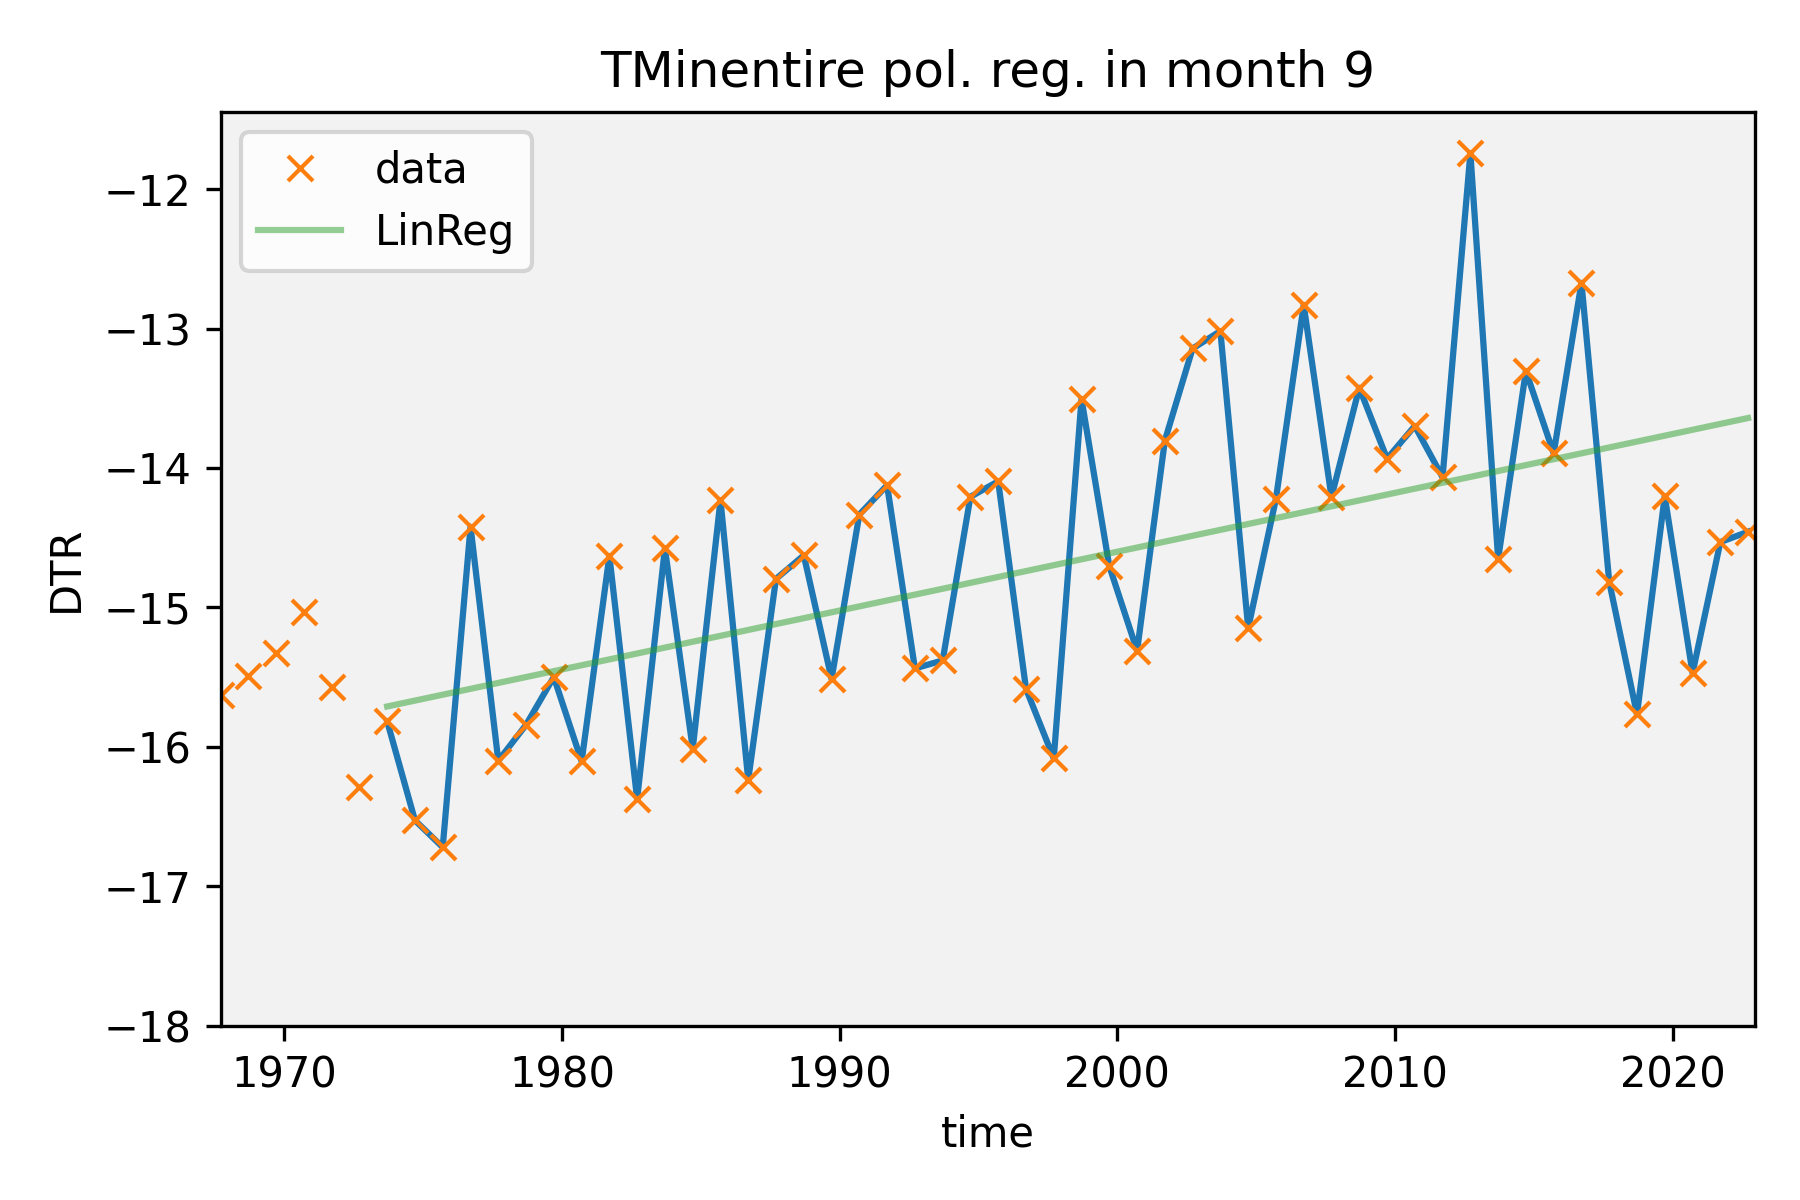 TMinentire pol. reg. in month 9
data
LinReg
DTR
−12
−13
−14
−15
−16
−17
−18
1970 1980 1990 2000 2010 2020
time